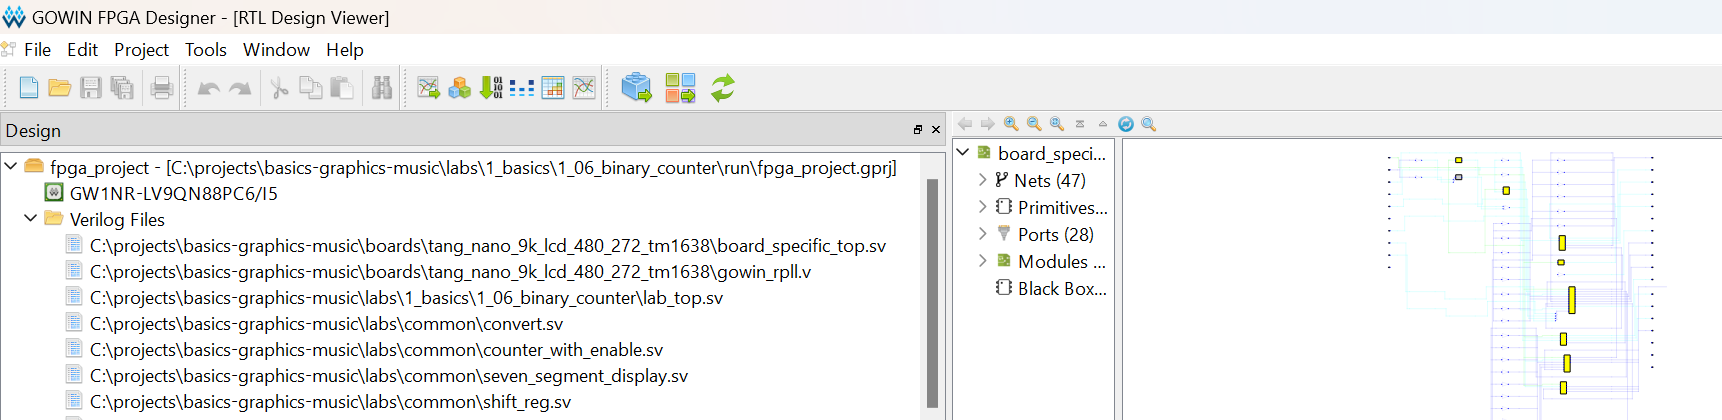 GOWIN FPGA Designer - [RTL Design Viewer]
File Edit Project Tools Window Help
Design
fpga_project - [C:\projects\basics-graphics-music\labs\1_basics\1_06_binary_counter\run\fpga_project.gprj]
GW1NR-LV9QN88PC6/I5
Verilog Files
C:\projects\basics-graphics-music\boards\tang_nano_9k_lcd_480_272_tm1638\board_specific_top.sv
C:\projects\basics-graphics-music\boards\tang_nano_9k_lcd_480_272_tm1638\gowin_rpll.v
C:\projects\basics-graphics-music\labs\1_basics\1_06_binary_counter\lab_top.sv
C:\projects\basics-graphics-music\labs\common\convert.sv
C:\projects\basics-graphics-music\labs\common\counter_with_enable.sv
C:\projects\basics-graphics-music\labs\common\seven_segment_display.sv
C:\projects\basics-graphics-music\labs\common\shift_reg.sv
board_speci...
Nets (47)
Primitives...
Ports (28)
Modules ...
Black Box...